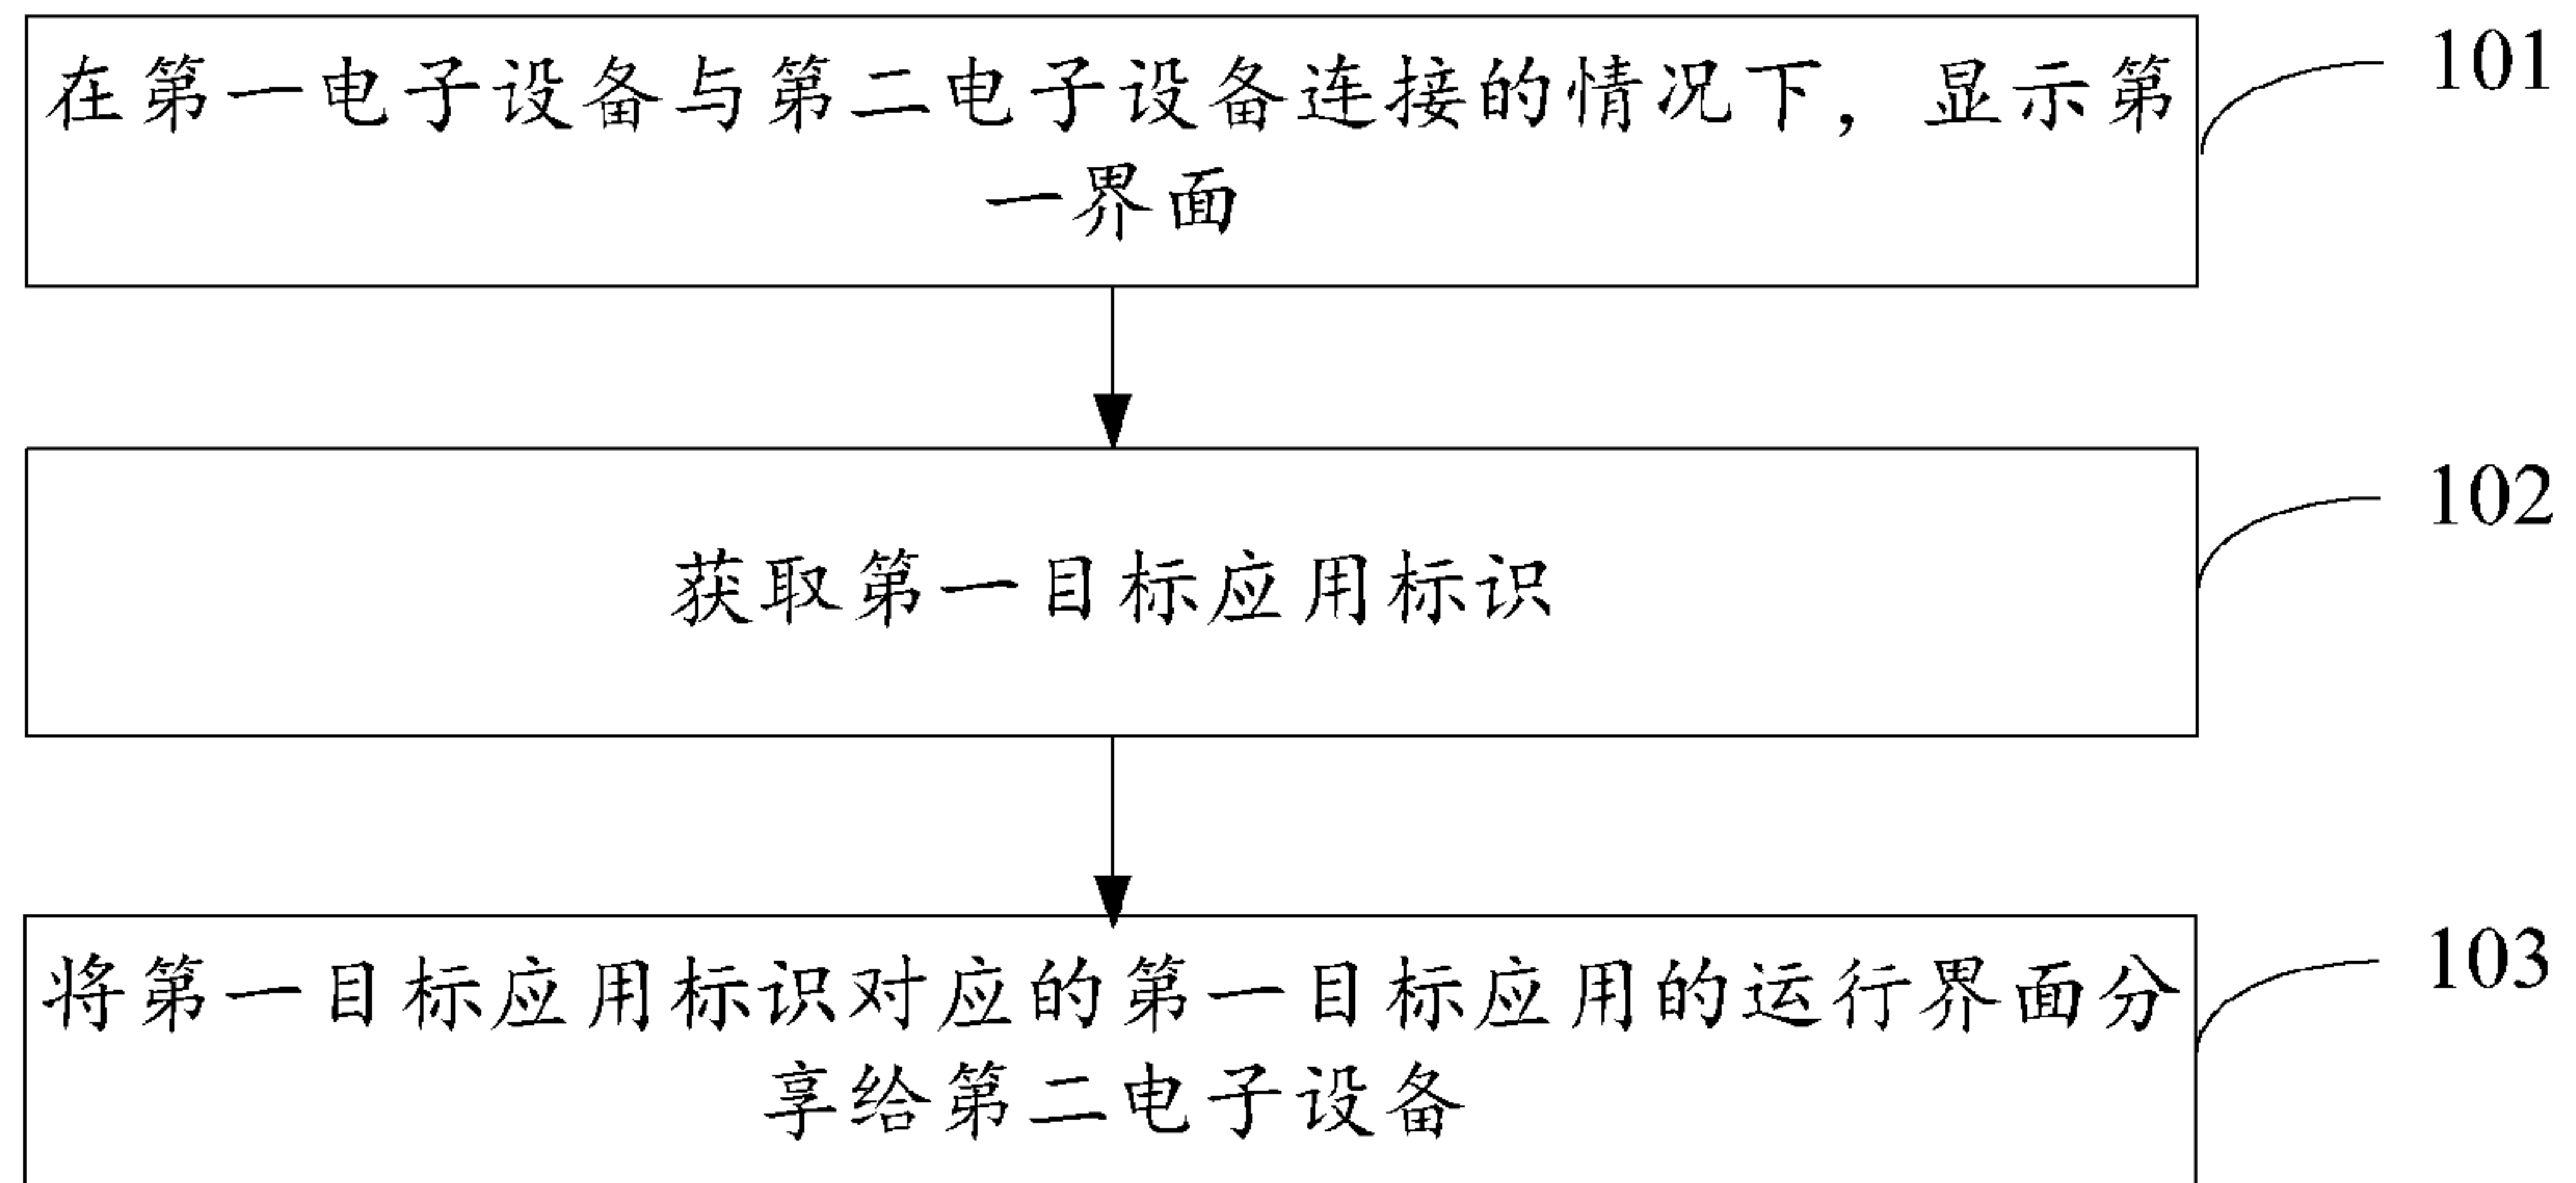 在第一电子设备与第二电子设备连接的情况下，显示第
一界面
101
获取第一目标应用标识
102
将第一目标应用标识对应的第一目标应用的运行界面分
享给第二电子设备
103